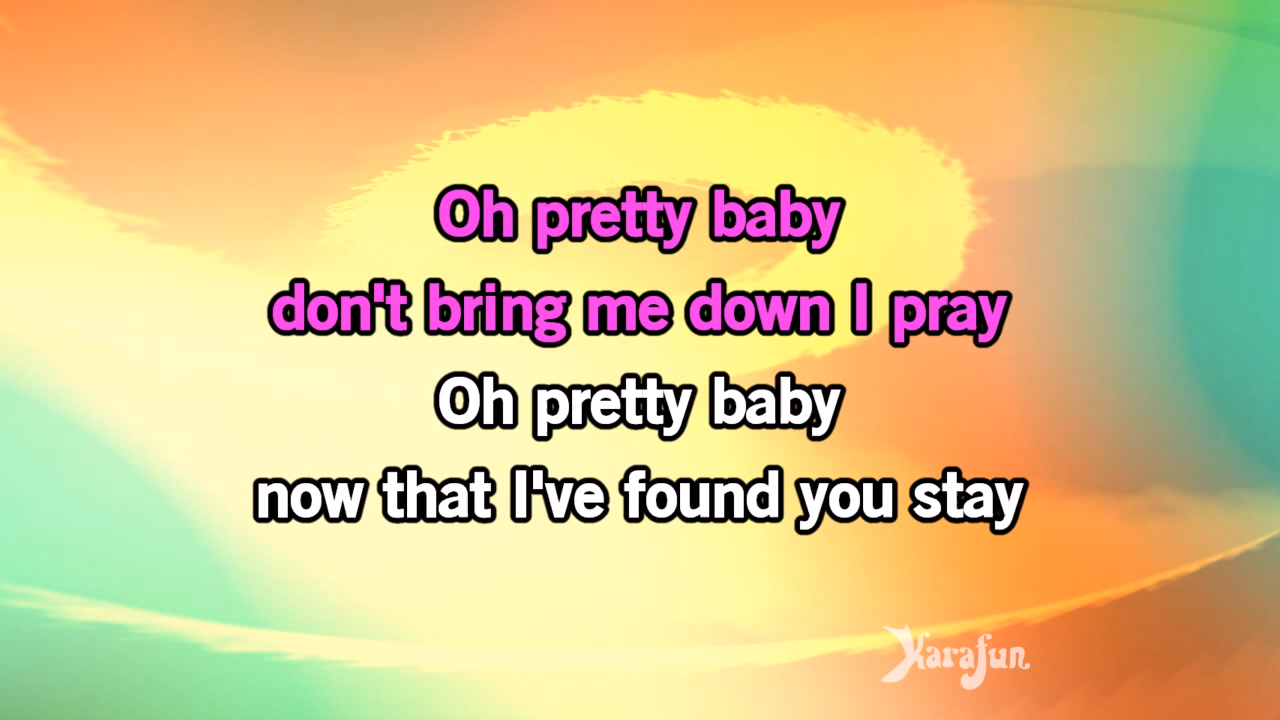 Oh pretty baby
don't bring me down I pray
Oh pretty baby
now that I've found you stay
Karafun